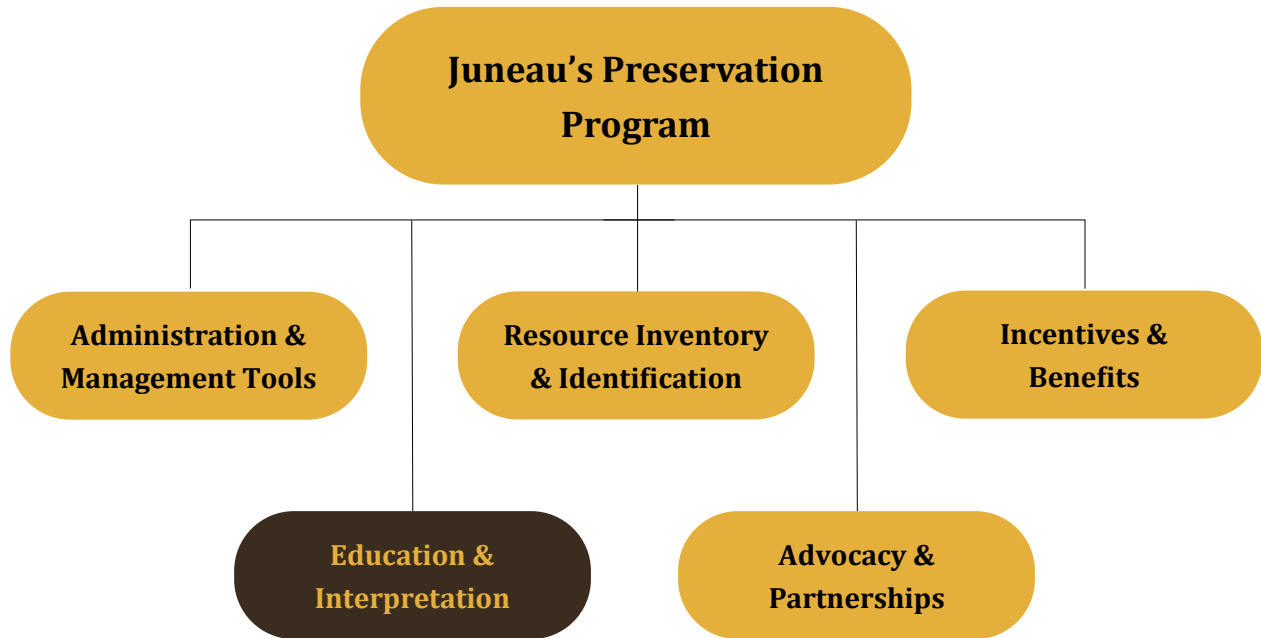 Juneau’s Preservation
Program
Administration &
Management Tools
Resource Inventory
& Identification
Incentives &
Benefits
Education &
Interpretation
Advocacy &
Partnerships